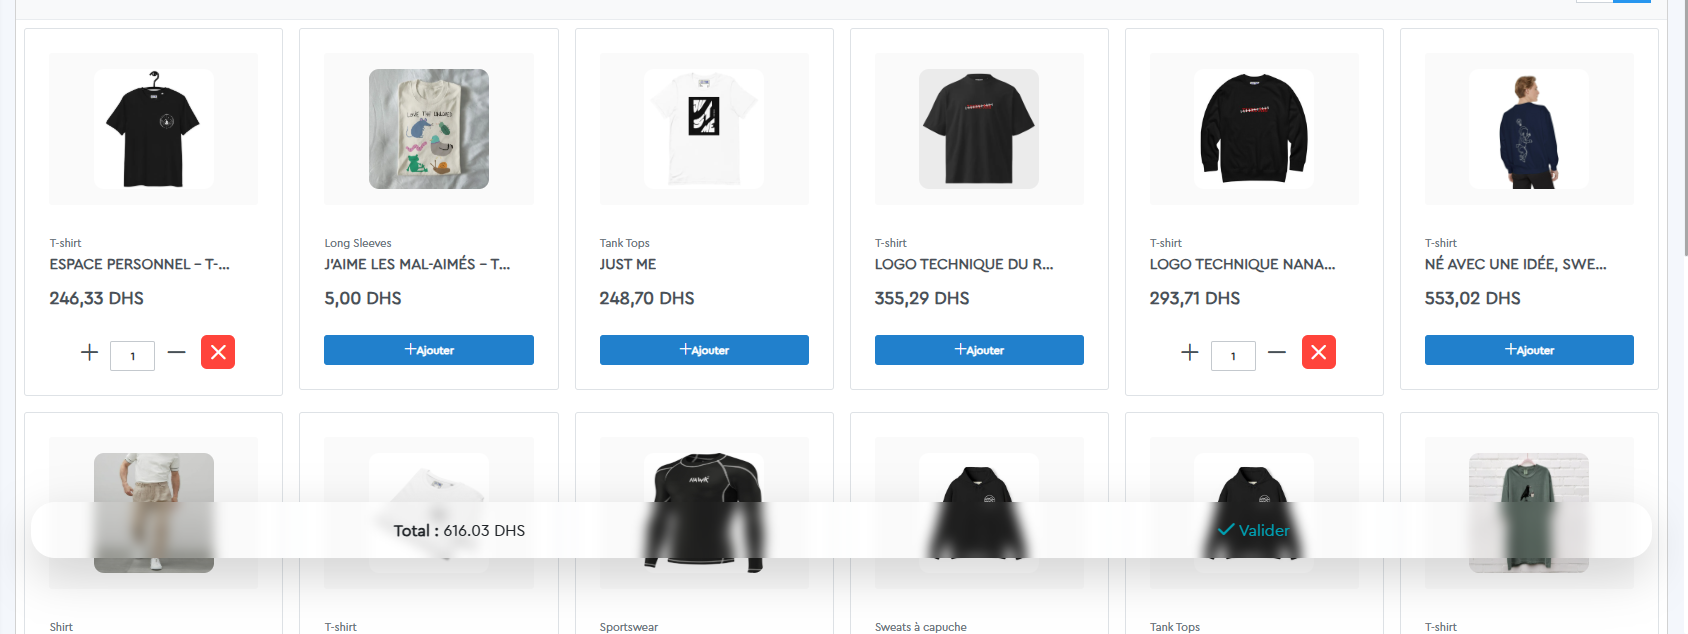 LOVE THE UNLOVED
T-shirt
ESPACE PERSONNEL – T-...
246,33 DHS
1
Long Sleeves
J'AIME LES MAL-AIMÉS – T...
5,00 DHS
Ajouter
Tank Tops
JUST ME
248,70 DHS
Ajouter
T-shirt
LOGO TECHNIQUE DU R...
355,29 DHS
Ajouter
T-shirt
LOGO TECHNIQUE NANA...
293,71 DHS
1
T-shirt
NÉ AVEC UNE IDÉE, SWE...
553,02 DHS
Ajouter
Total : 616.03 DHS
Valider
Shirt
T-shirt
Sportswear
Sweats à capuche
Tank Tops
T-shirt